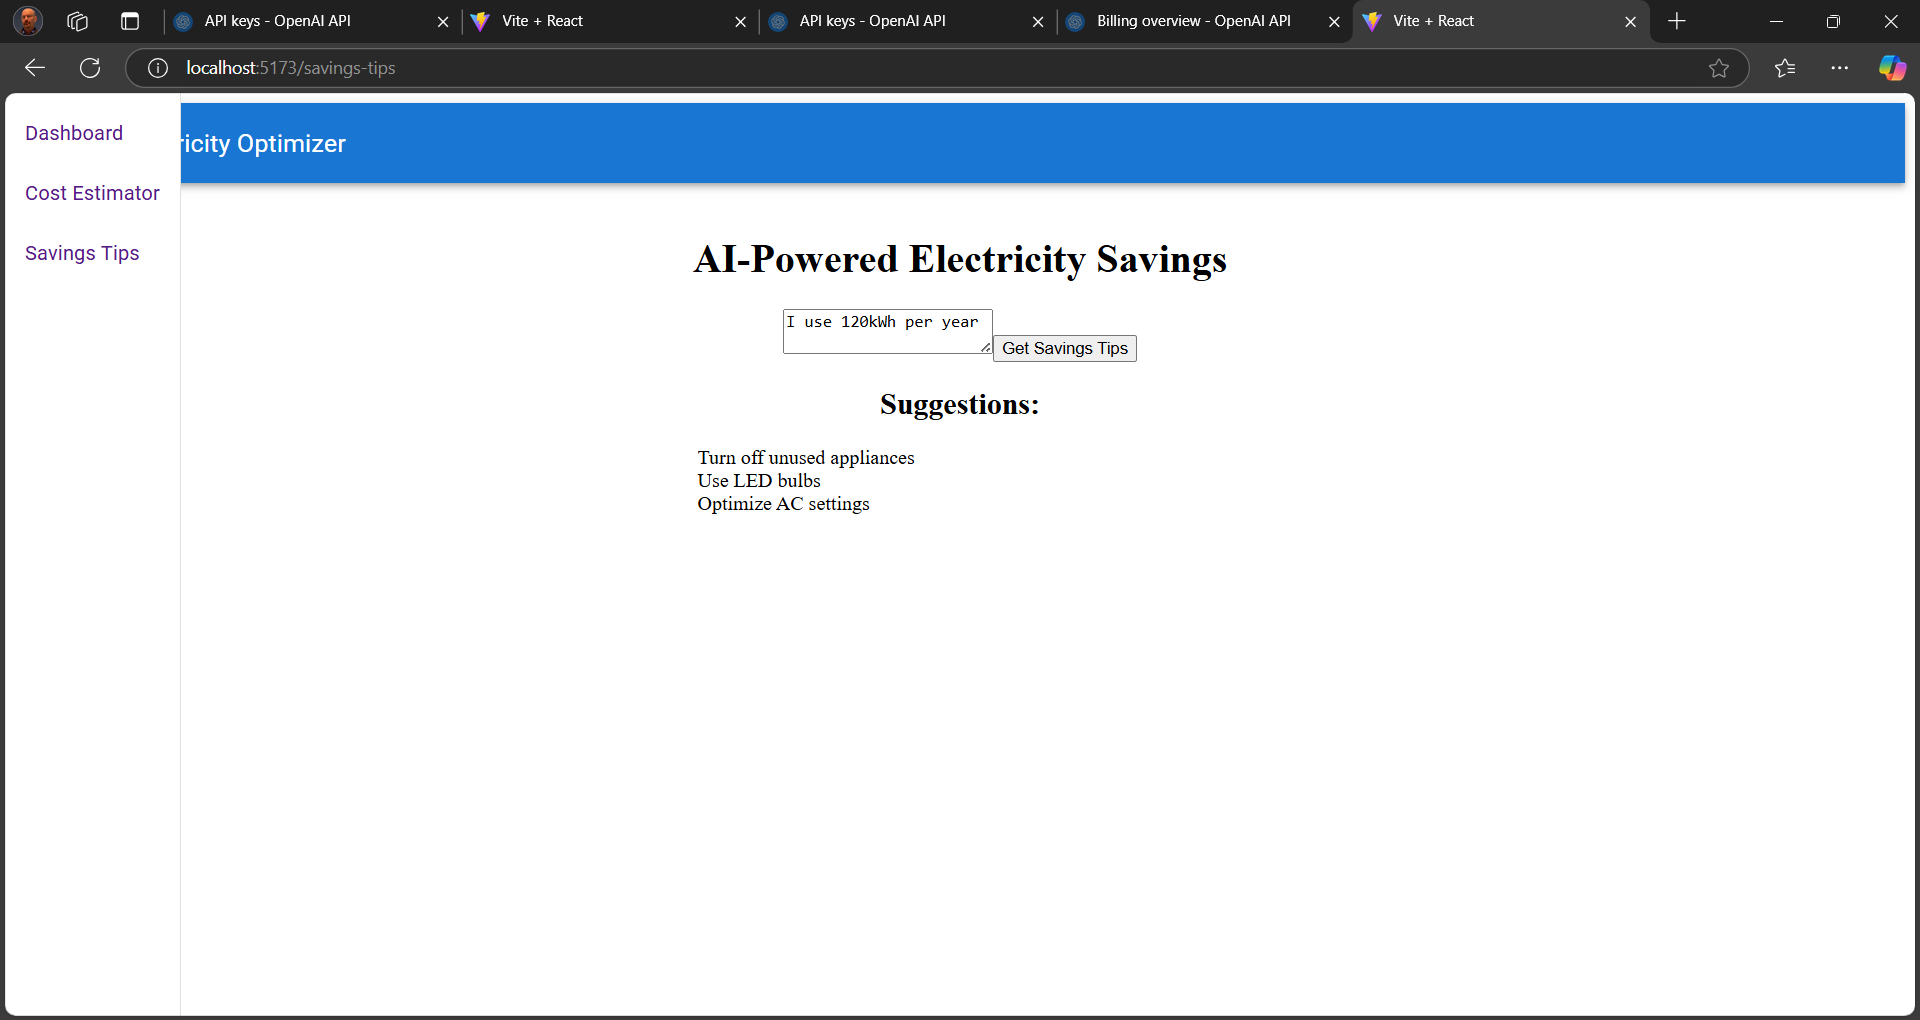 API keys - OpenAI API
Vite + React
API keys - OpenAI API
Billing overview - OpenAI API
Vite + React
localhost:5173/savings-tips
Dashboard
Cost Estimator
Savings Tips
ricity Optimizer
AI-Powered Electricity Savings
I use 120kWh per year
Get Savings Tips
Suggestions:
Turn off unused appliances
Use LED bulbs
Optimize AC settings